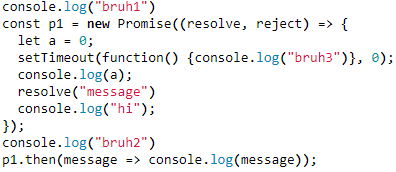 console.log("bruh1")
const p1 = new Promise((resolve, reject) => {
  let a = 0;
  setTimeout(function() {console.log("bruh3")}, 0);
  console.log(a);
  resolve("message")
  console.log("hi");
});
console.log("bruh2")
p1.then(message => console.log(message));